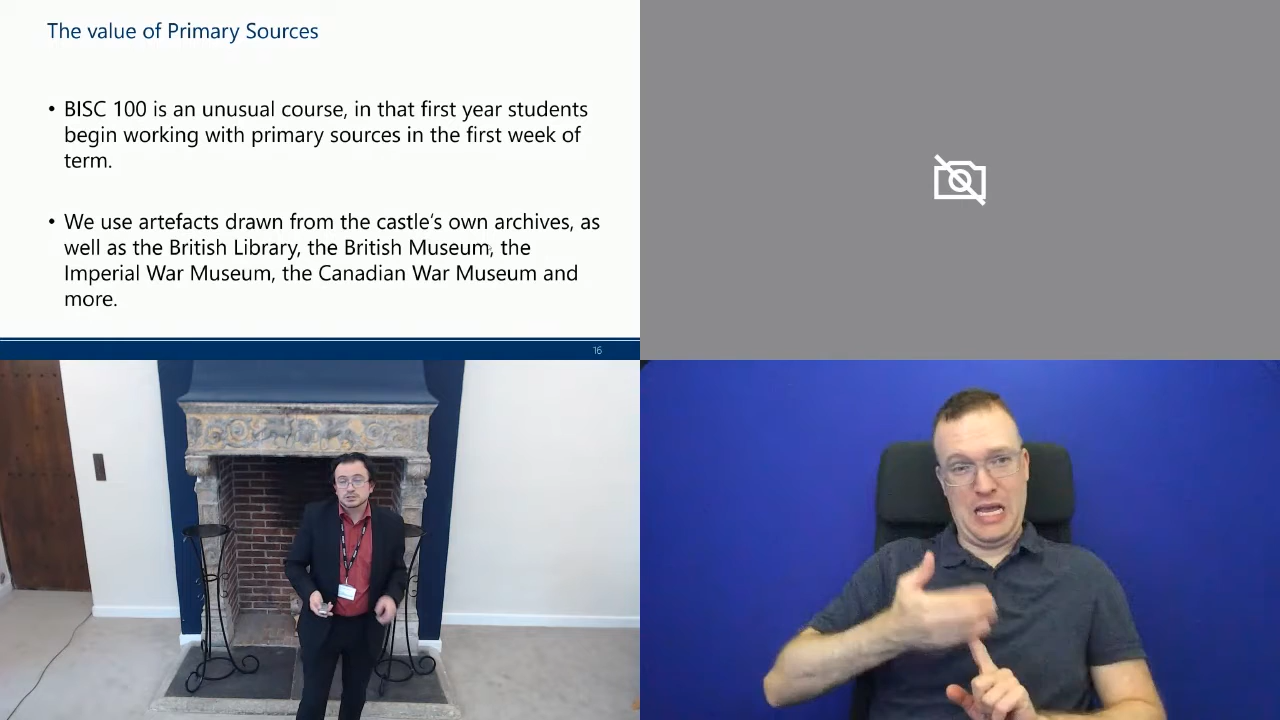 The value of Primary Sources
• BISC 100 is an unusual course, in that first year students
begin working with primary sources in the first week of
term.
• We use artefacts drawn from the castle‘s own archives, as
well as the British Library, the British Museum, the
Imperial War Museum, the Canadian War Museum and
more.
16